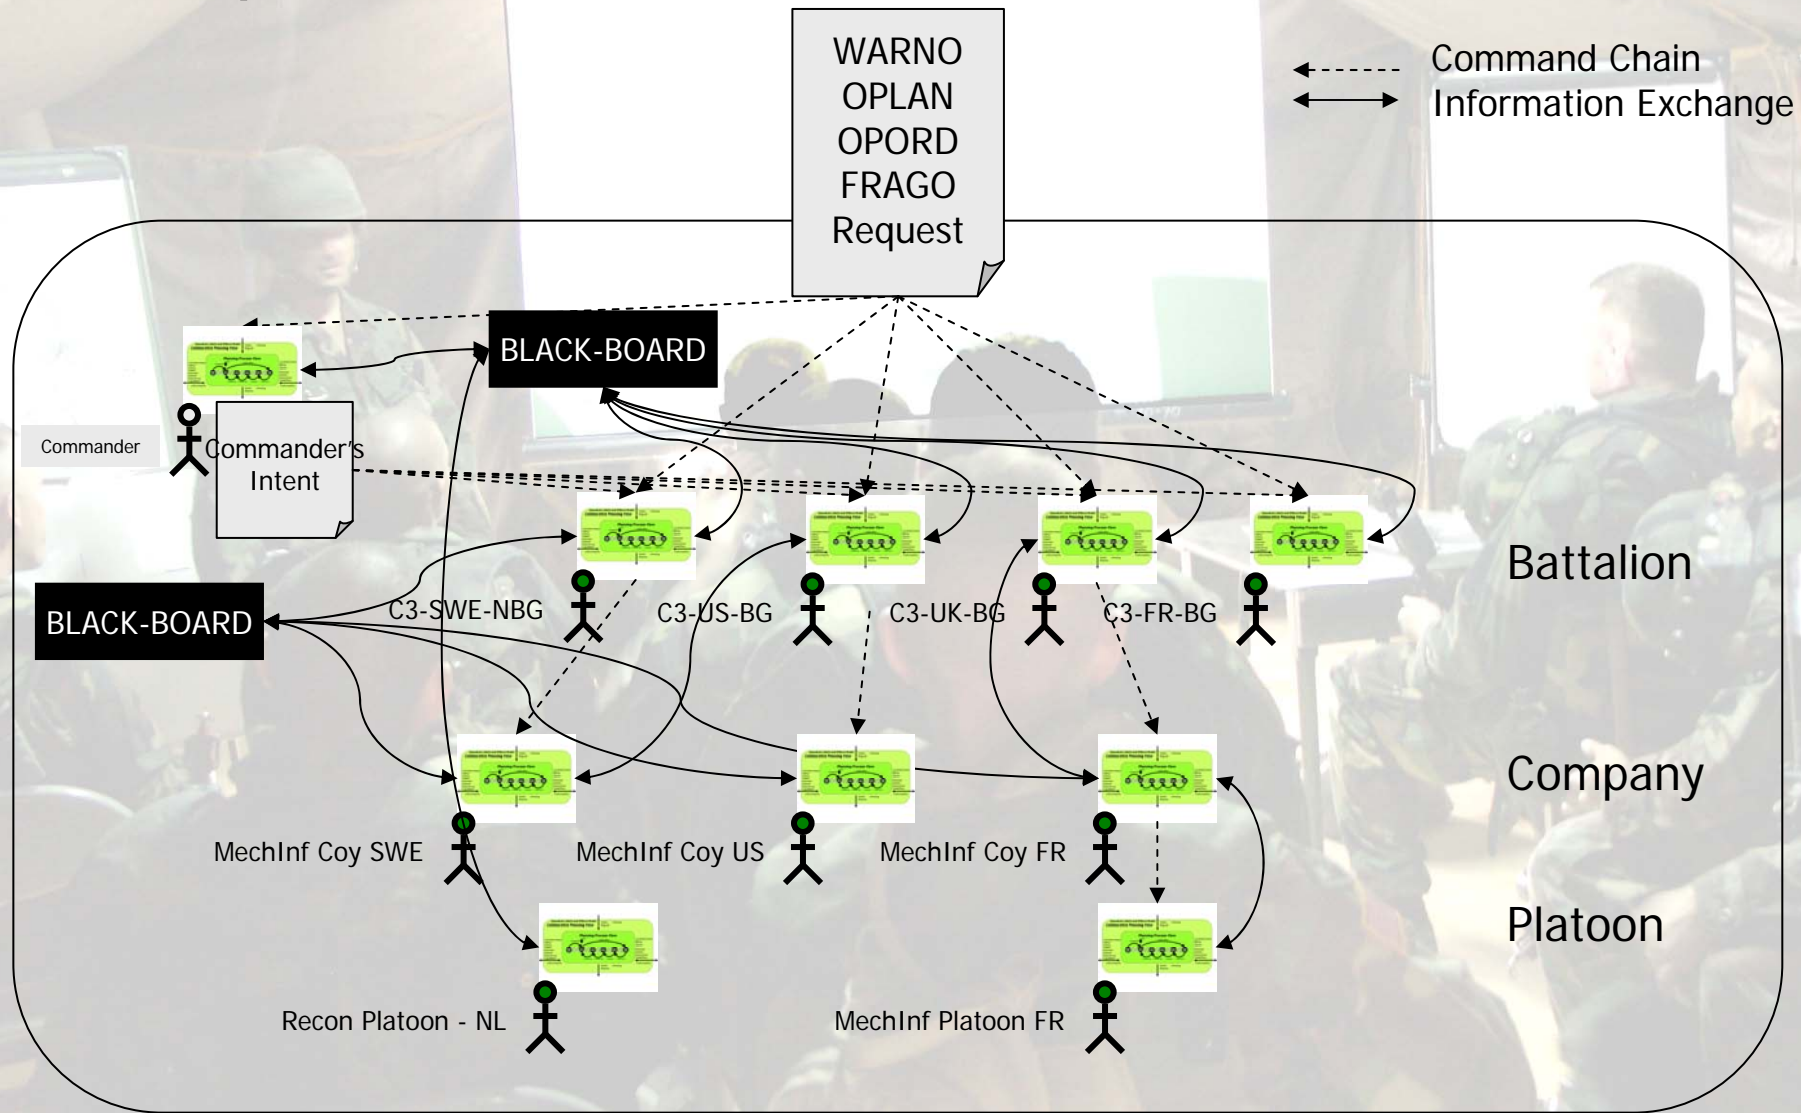 WARNO
OPLAN
OPORD
FRAGO
Request
Command Chain
Information Exchange
BLACK-BOARD
Commander
Commander's
Intent
Battalion
BLACK-BOARD
C3-SWE-NBG
C3-US-BG
C3-UK-BG
C3-FR-BG
Company
MechInf Coy SWE
MechInf Coy US
MechInf Coy FR
Platoon
Recon Platoon - NL
MechInf Platoon FR